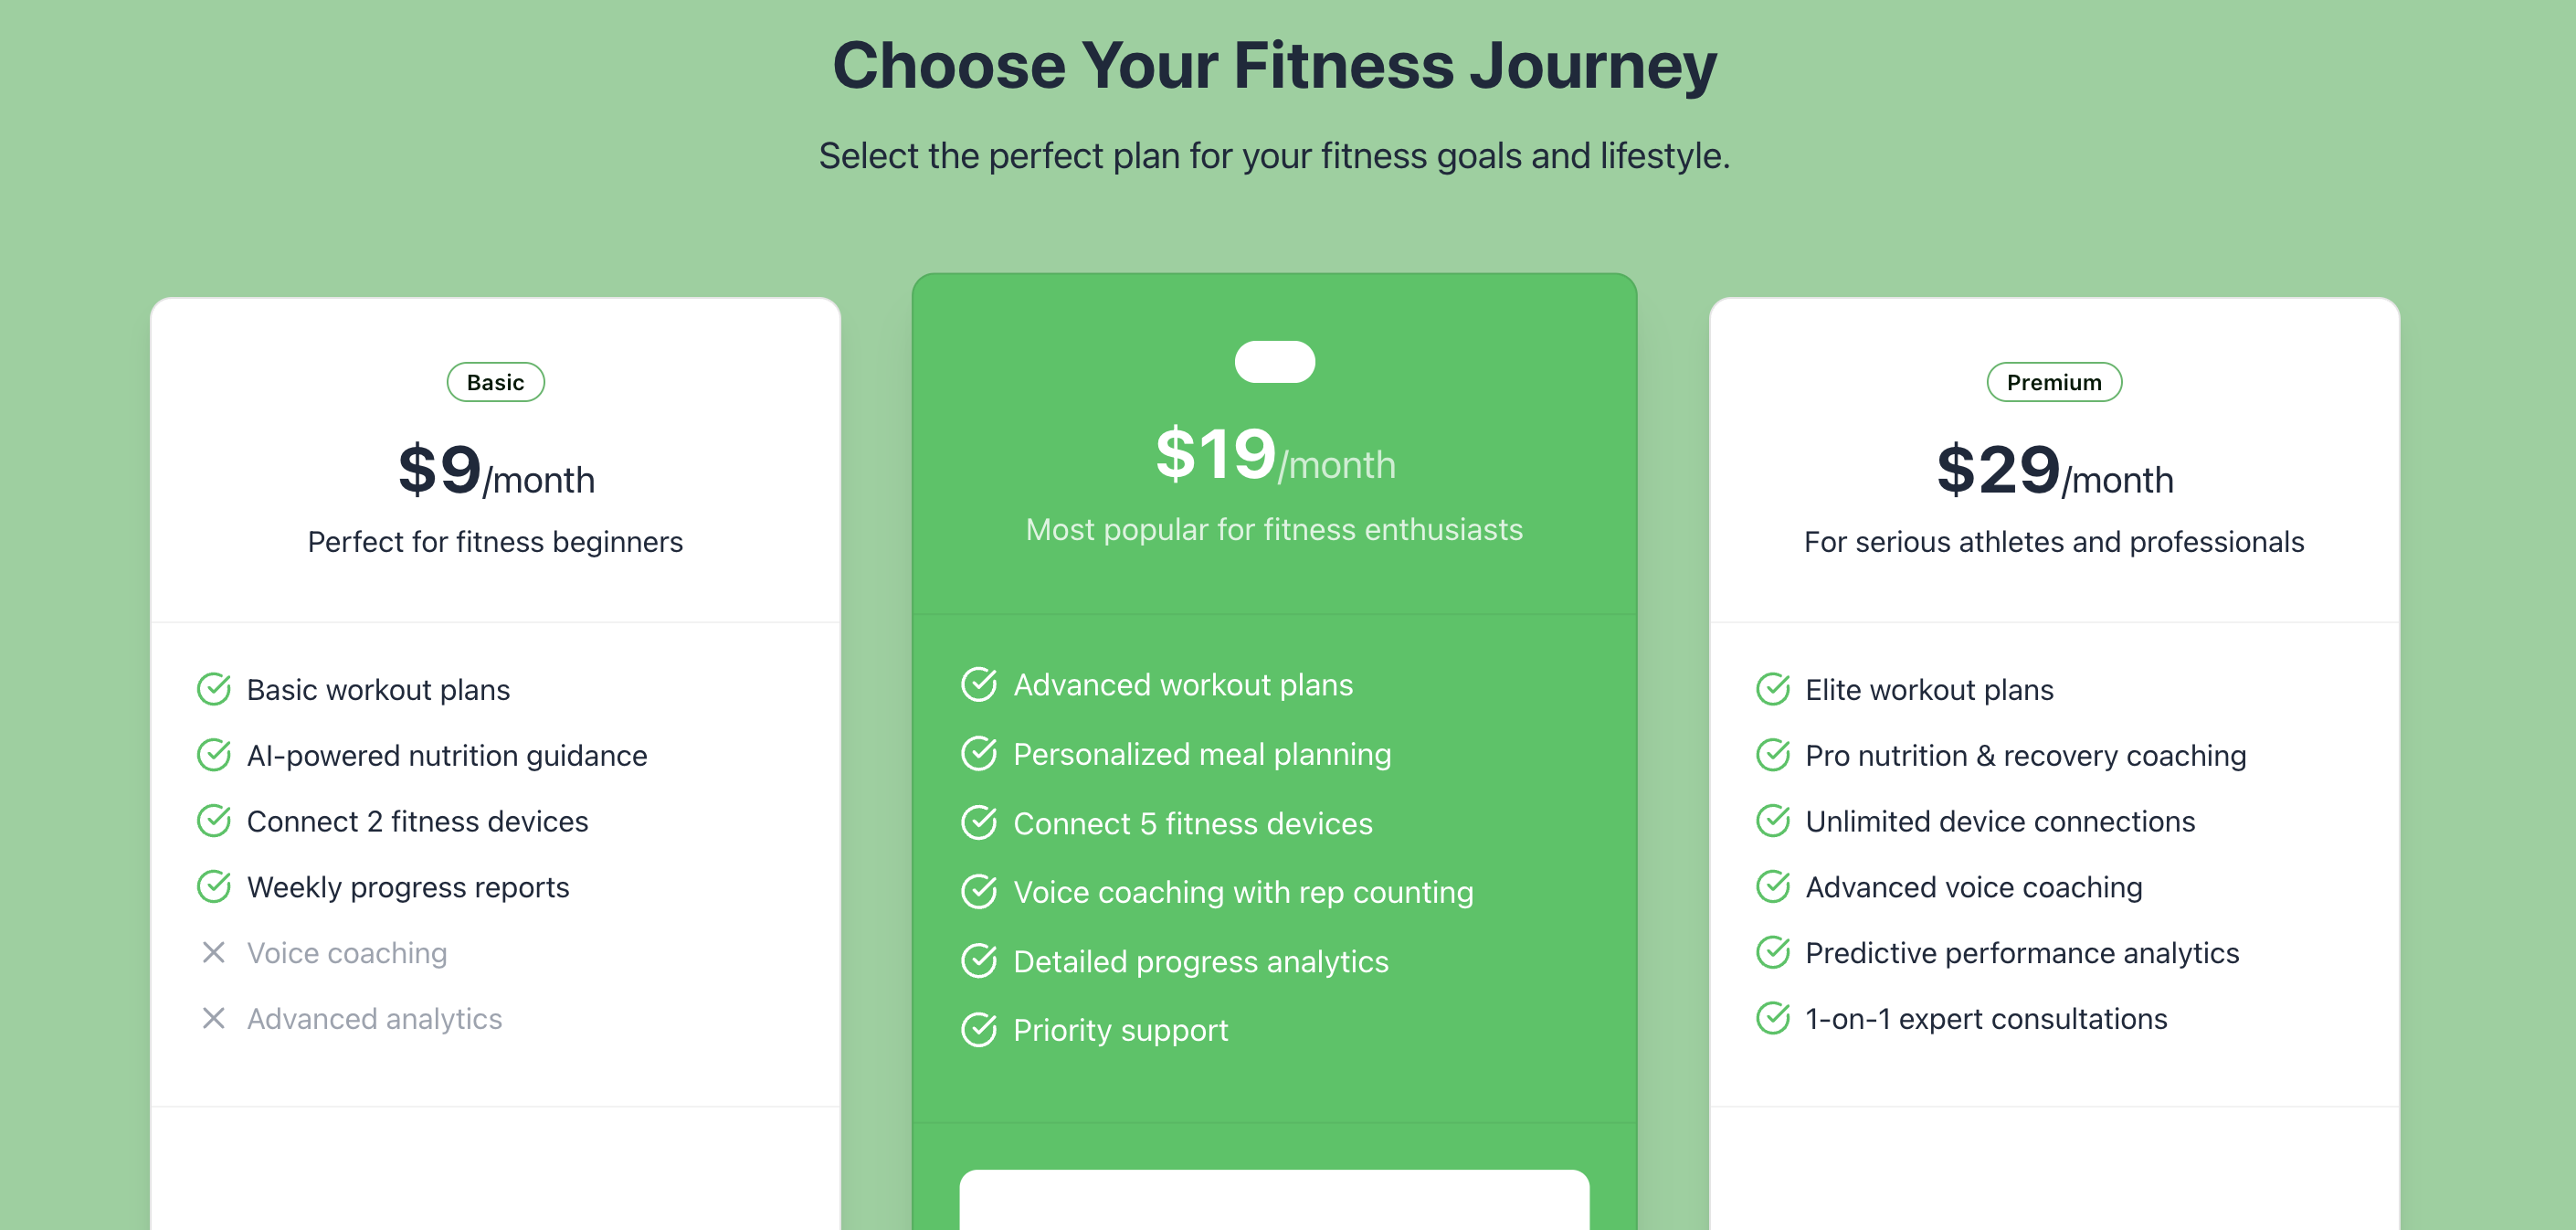 Choose Your Fitness Journey
Select the perfect plan for your fitness goals and lifestyle.
Basic
$9/month
Perfect for fitness beginners
Basic workout plans
AI-powered nutrition guidance
Connect 2 fitness devices
Weekly progress reports
Voice coaching
Advanced analytics
$19/month
Most popular for fitness enthusiasts
Advanced workout plans
Personalized meal planning
Connect 5 fitness devices
Voice coaching with rep counting
Detailed progress analytics
Priority support
Premium
$29/month
For serious athletes and professionals
Elite workout plans
Pro nutrition & recovery coaching
Unlimited device connections
Advanced voice coaching
Predictive performance analytics
1-on-1 expert consultations